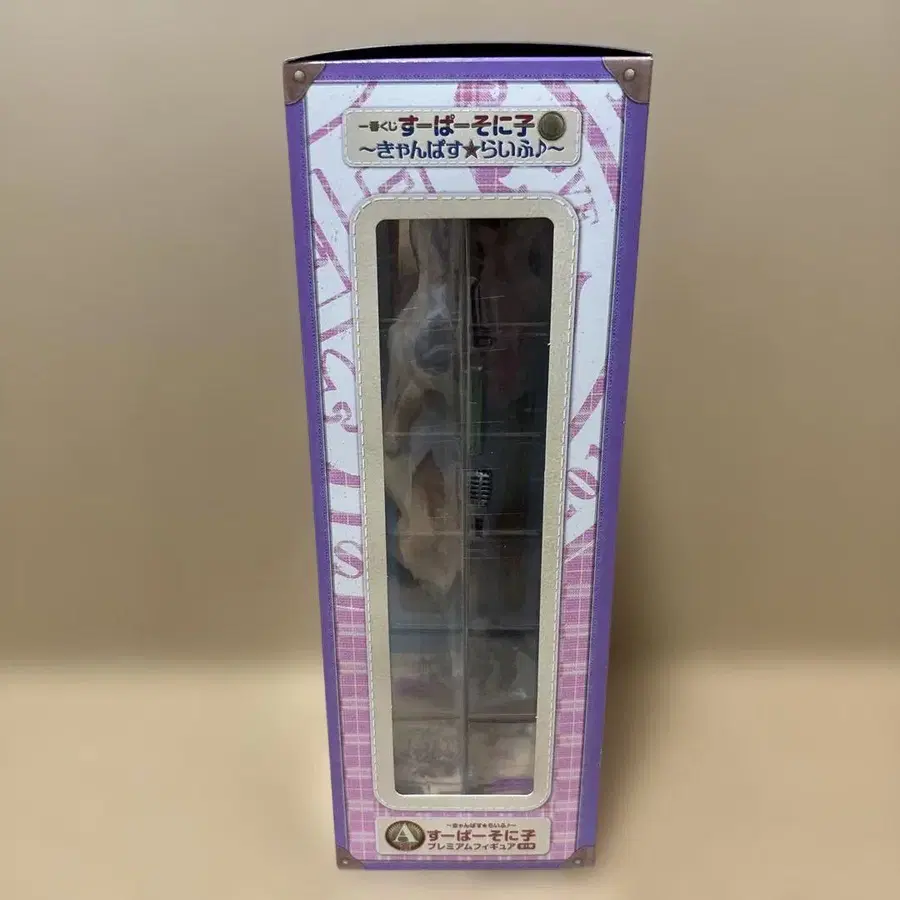 一番くじ すーぱーそに子
～きゃんぱす★らいふ♪～
VE
A
～きゃんぱす★らいふ♪～
すーぱーそに子
プレミアムフィギュア